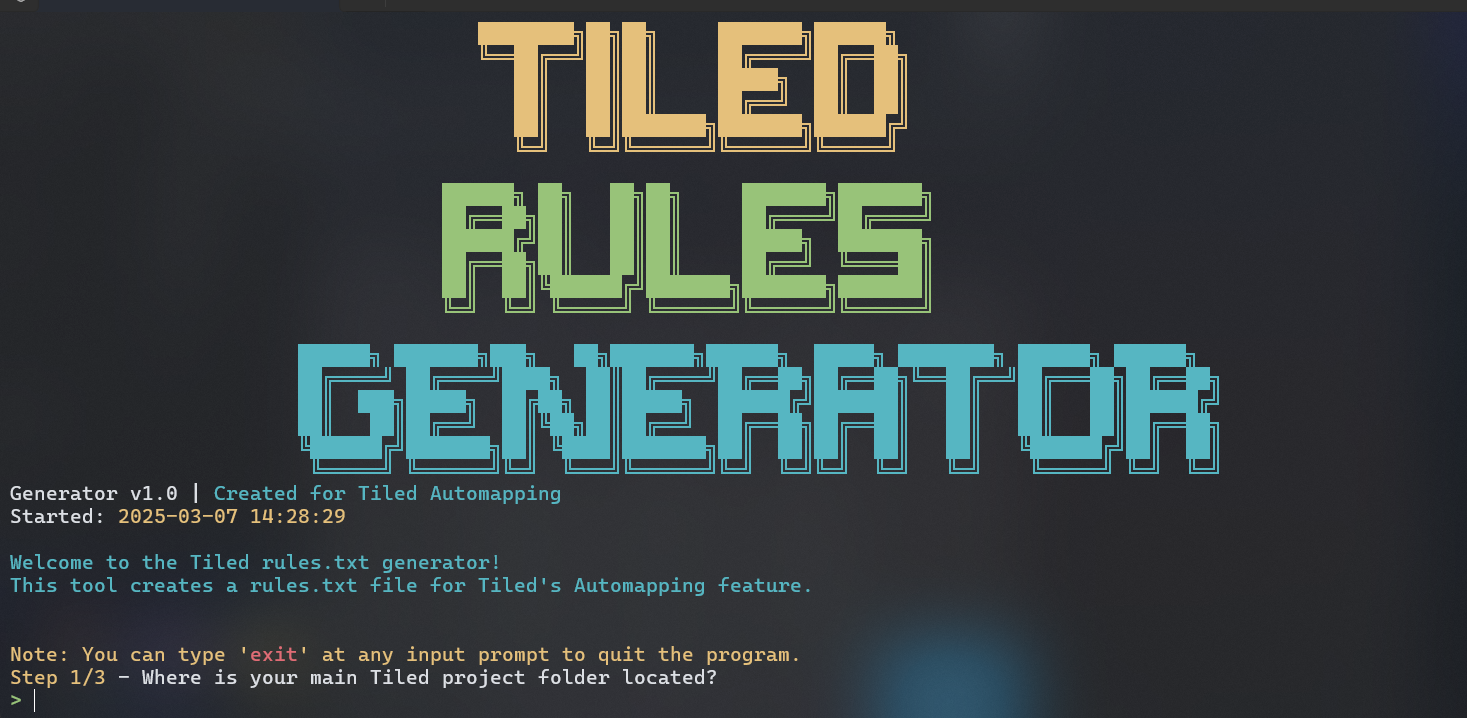 TILED
RULES
GENERATOR
Generator v1.0 | Created for Tiled Automapping
Started: 2025-03-07 14:28:29
Welcome to the Tiled rules.txt generator!
This tool creates a rules.txt file for Tiled's Automapping feature.
Note: You can type 'exit' at any input prompt to quit the program.
Step 1/3 - Where is your main Tiled project folder located?
>